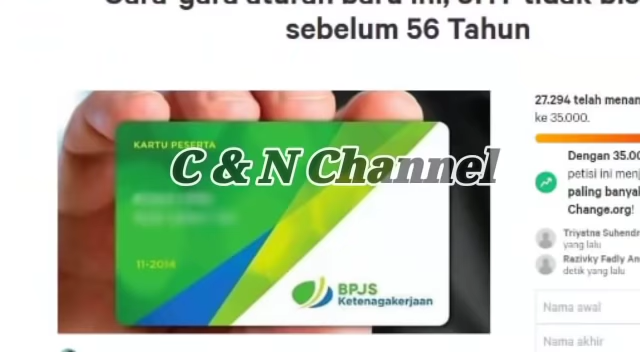 sebelum 56 Tahun
27.294 telah menan
ke 35.000.
Dengan 35.00
petisi ini menj
paling banyak
Change.org!
Triyatna Suhendr
yang lalu
Razivky Fadly An
detik yang lalu
Nama awal
Nama akhir
KARTU PESERTA
C & N Channel
11-2014
BPJS
Ketenagakerjaan